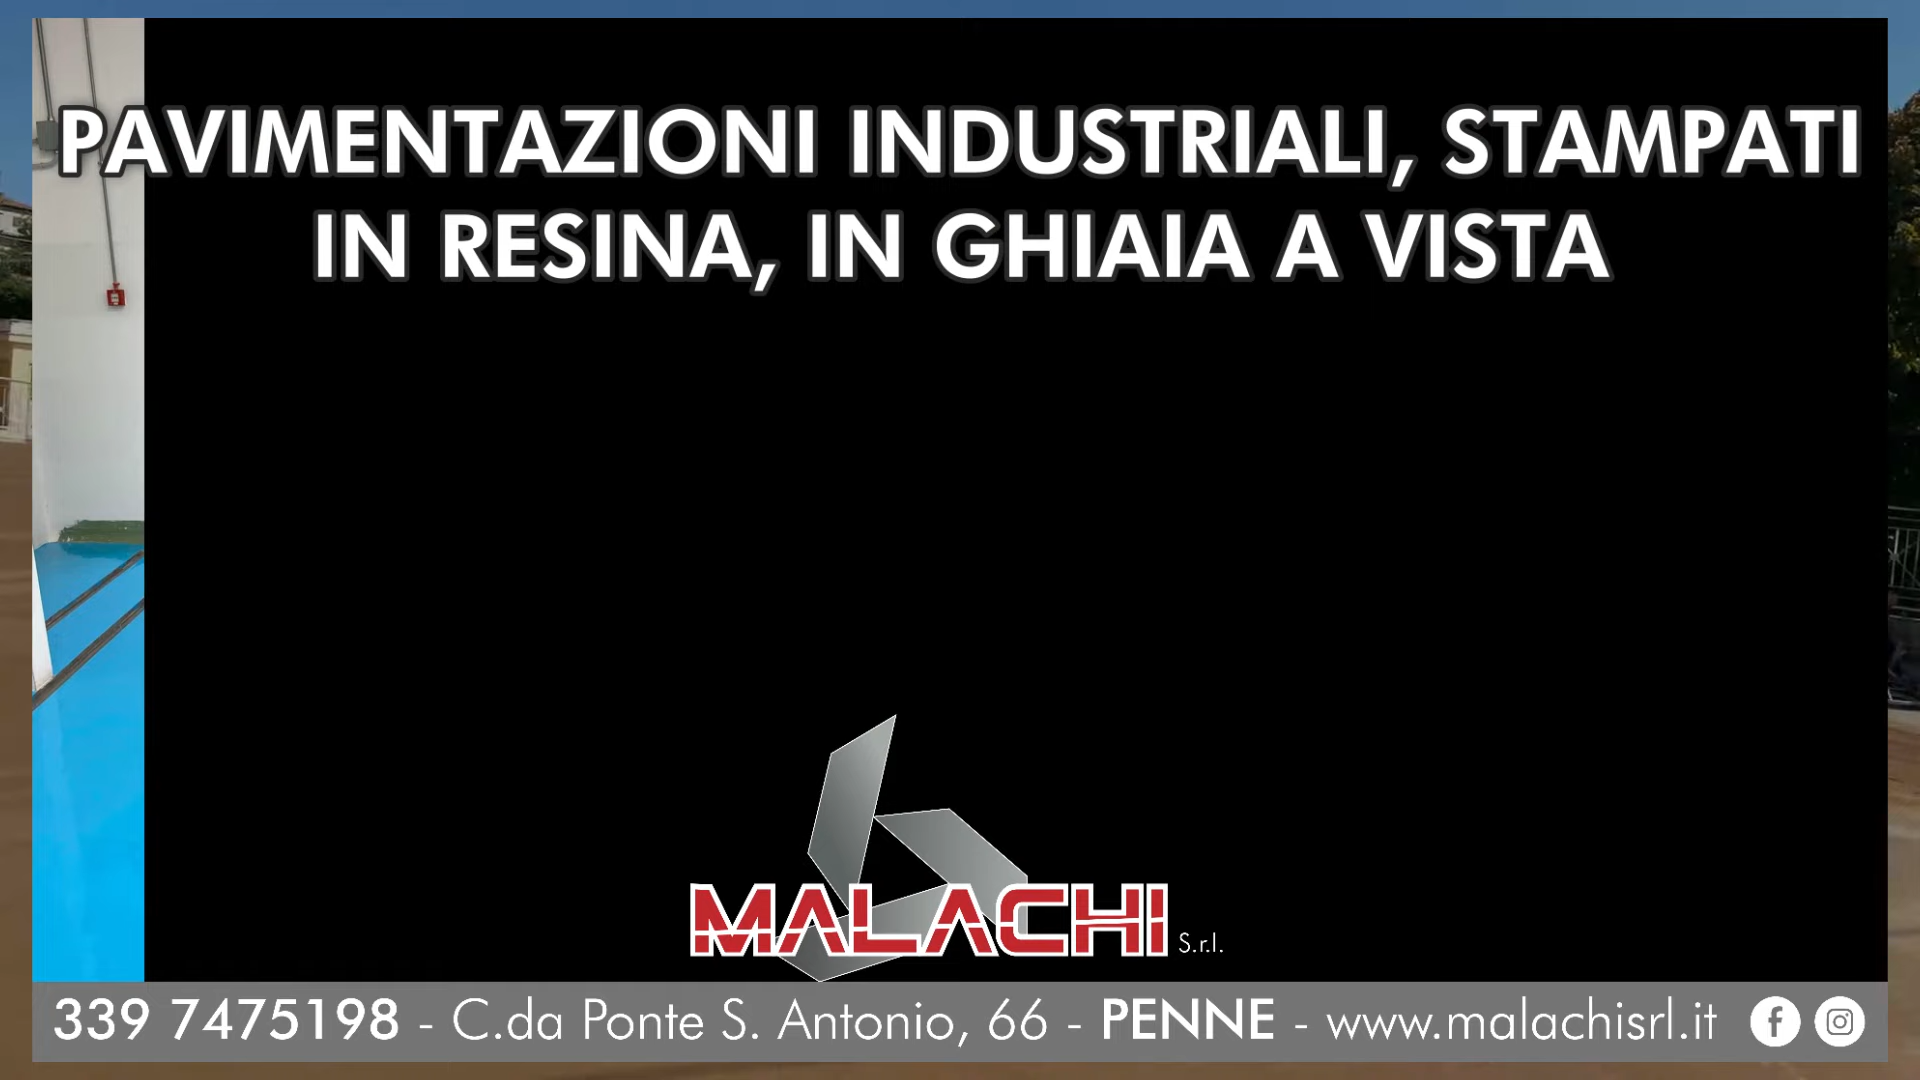 PAVIMENTAZIONI INDUSTRIALI, STAMPATI
IN RESINA, IN GHIAIA A VISTA
MALACHI S.r.l.
339 7475198 - C.da Ponte S. Antonio, 66 - PENNE - www.malachisrl.it